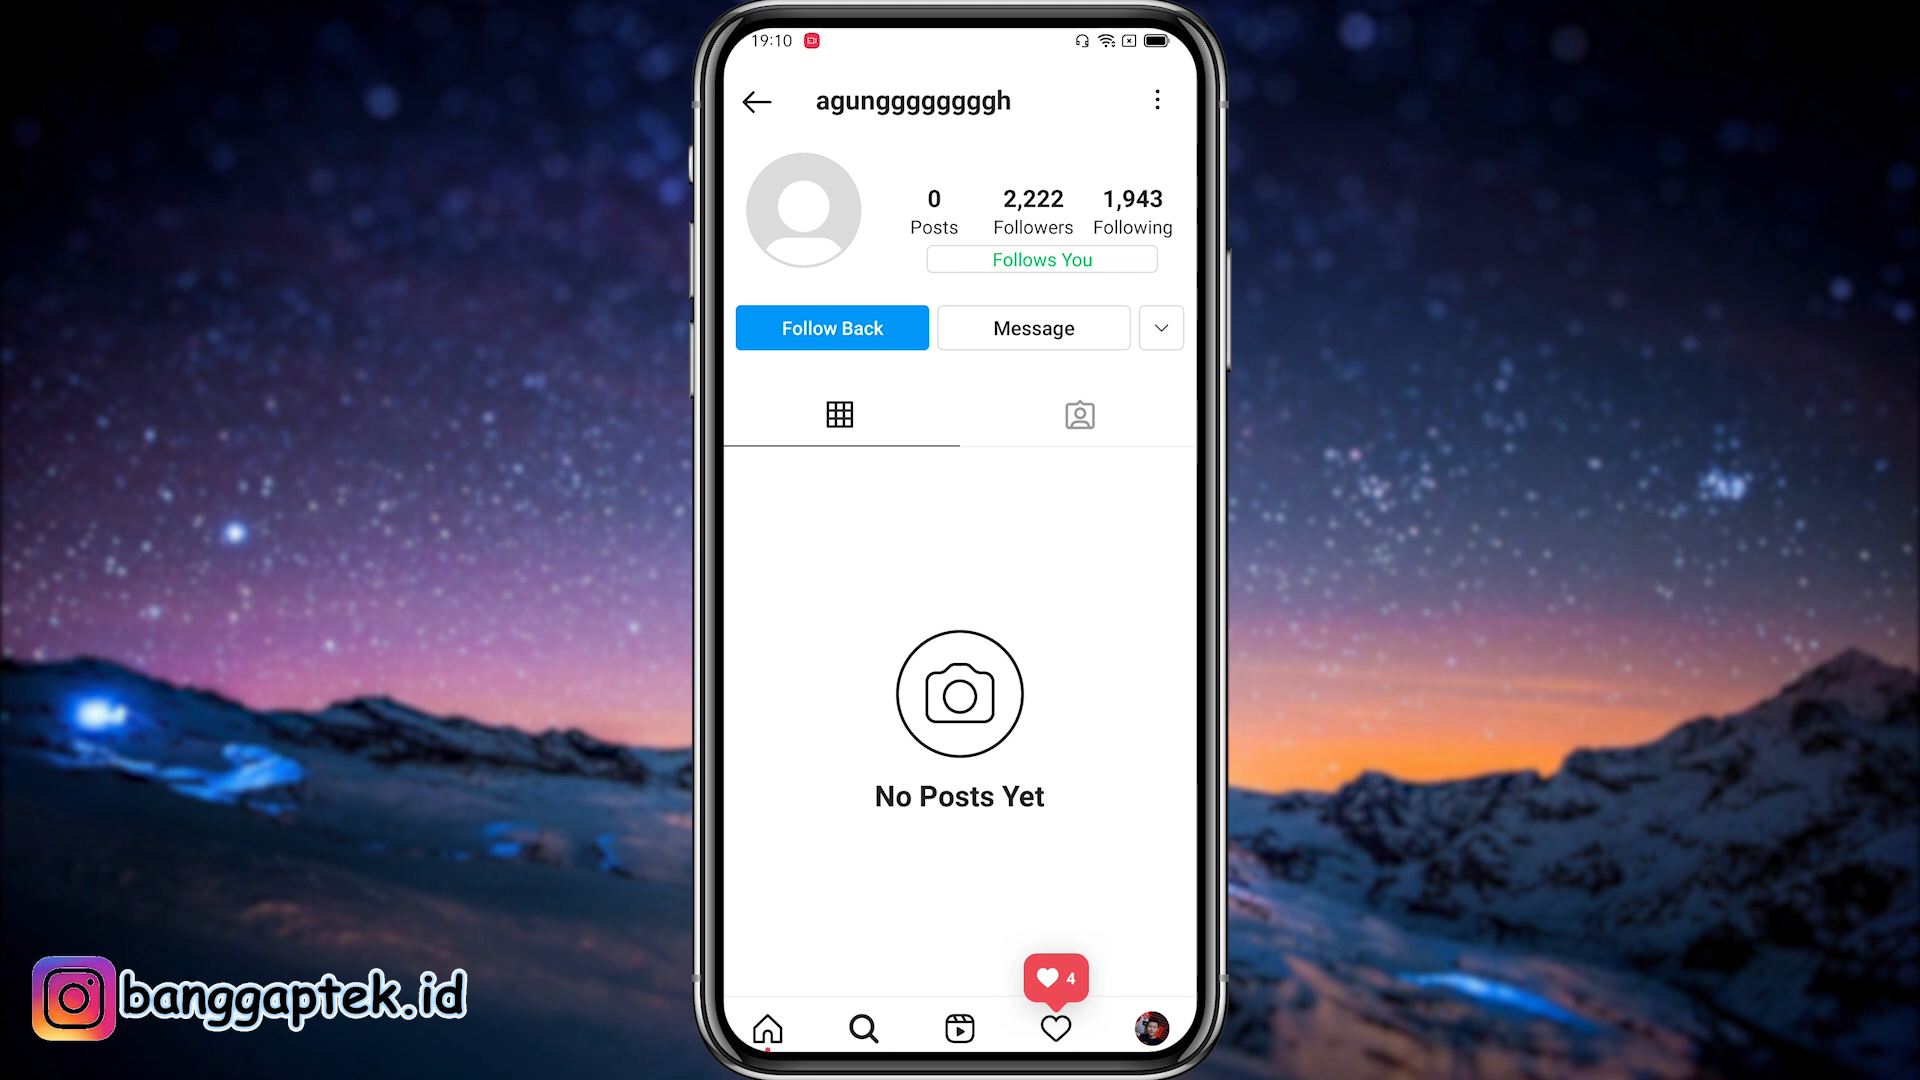 19:10
agungggggggggh
0
Posts
2,222
Followers
1,943
Following
Follows You
Follow Back
Message
No Posts Yet
4
banggaptek.id